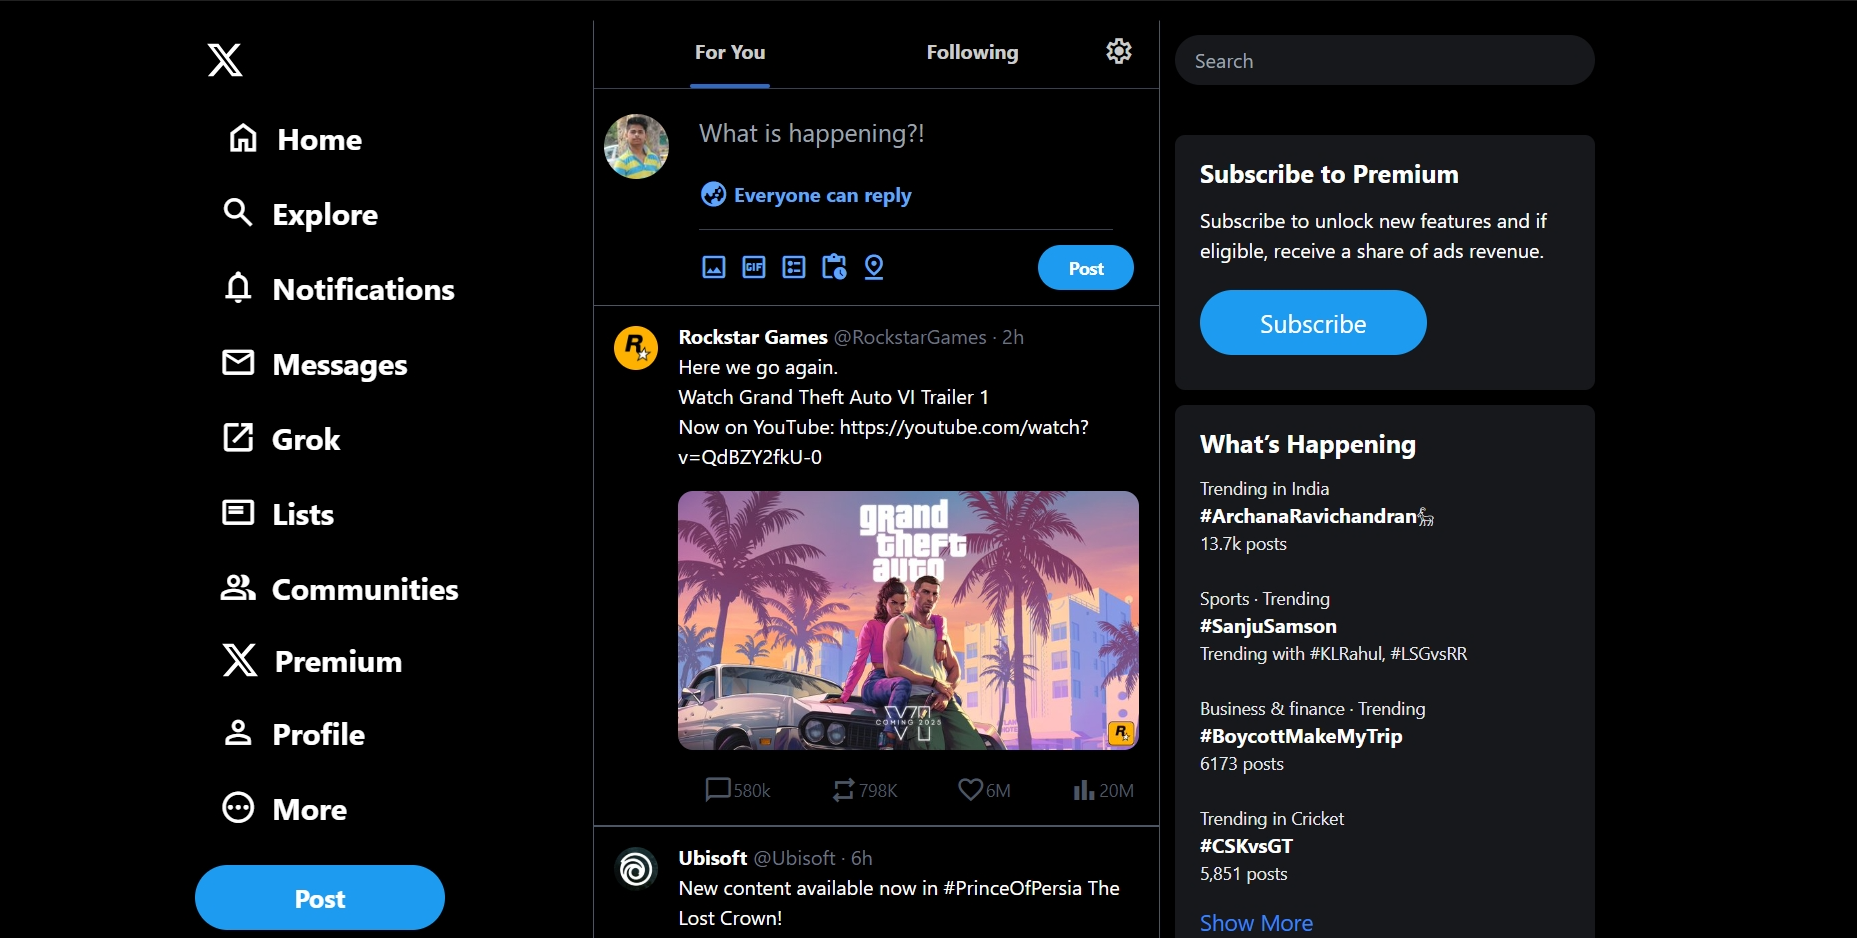 Home
Explore
Notifications
Messages
Grok
Lists
Communities
Premium
Profile
More
Post
For You
Following
What is happening?!
Everyone can reply
GIF
Post
Rockstar Games @RockstarGames · 2h
Here we go again.
Watch Grand Theft Auto VI Trailer 1
Now on YouTube: https://youtube.com/watch?
v=QdBZY2fkU-0
grand
theft
auto
VI
COMING 2025
R
580k
798K
6M
20M
Ubisoft @Ubisoft · 6h
New content available now in #PrinceOfPersia The
Lost Crown!
Search
Subscribe to Premium
Subscribe to unlock new features and if
eligible, receive a share of ads revenue.
Subscribe
What’s Happening
Trending in India
#ArchanaRavichandran🐐
13.7k posts
Sports · Trending
#SanjuSamson
Trending with #KLRahul, #LSGvsRR
Business & finance · Trending
#BoycottMakeMyTrip
6173 posts
Trending in Cricket
#CSKvsGT
5,851 posts
Show More